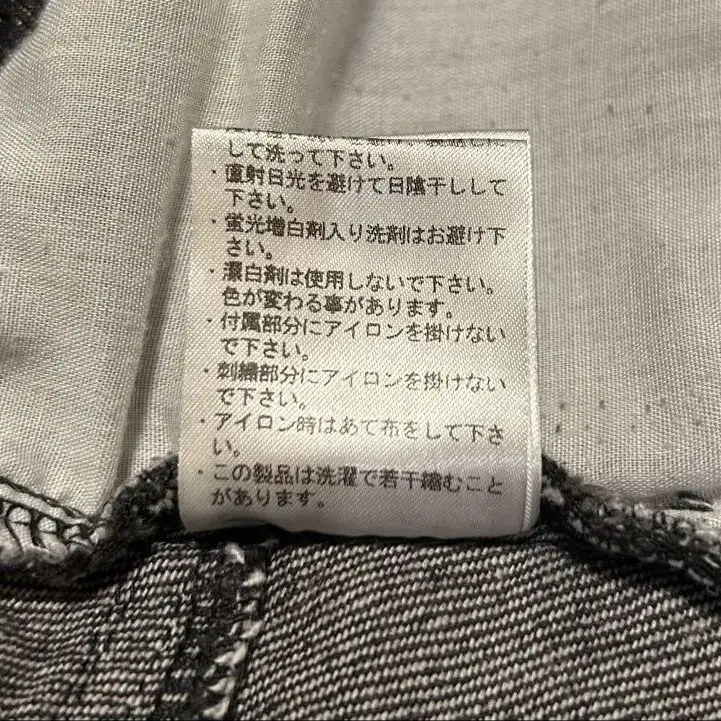 して洗って下さい。
・直射日光を避けて日陰干しして
下さい。
・蛍光増白剤入り洗剤はお避け下
さい。
・漂白剤は使用しないで下さい。
色が変わる事があります。
・付属部分にアイロンを掛けない
で下さい。
・刺繍部分にアイロンを掛けない
で下さい。
・アイロン時はあて布をして下さ
い。
・この製品は洗濯で若干縮むこと
があります。